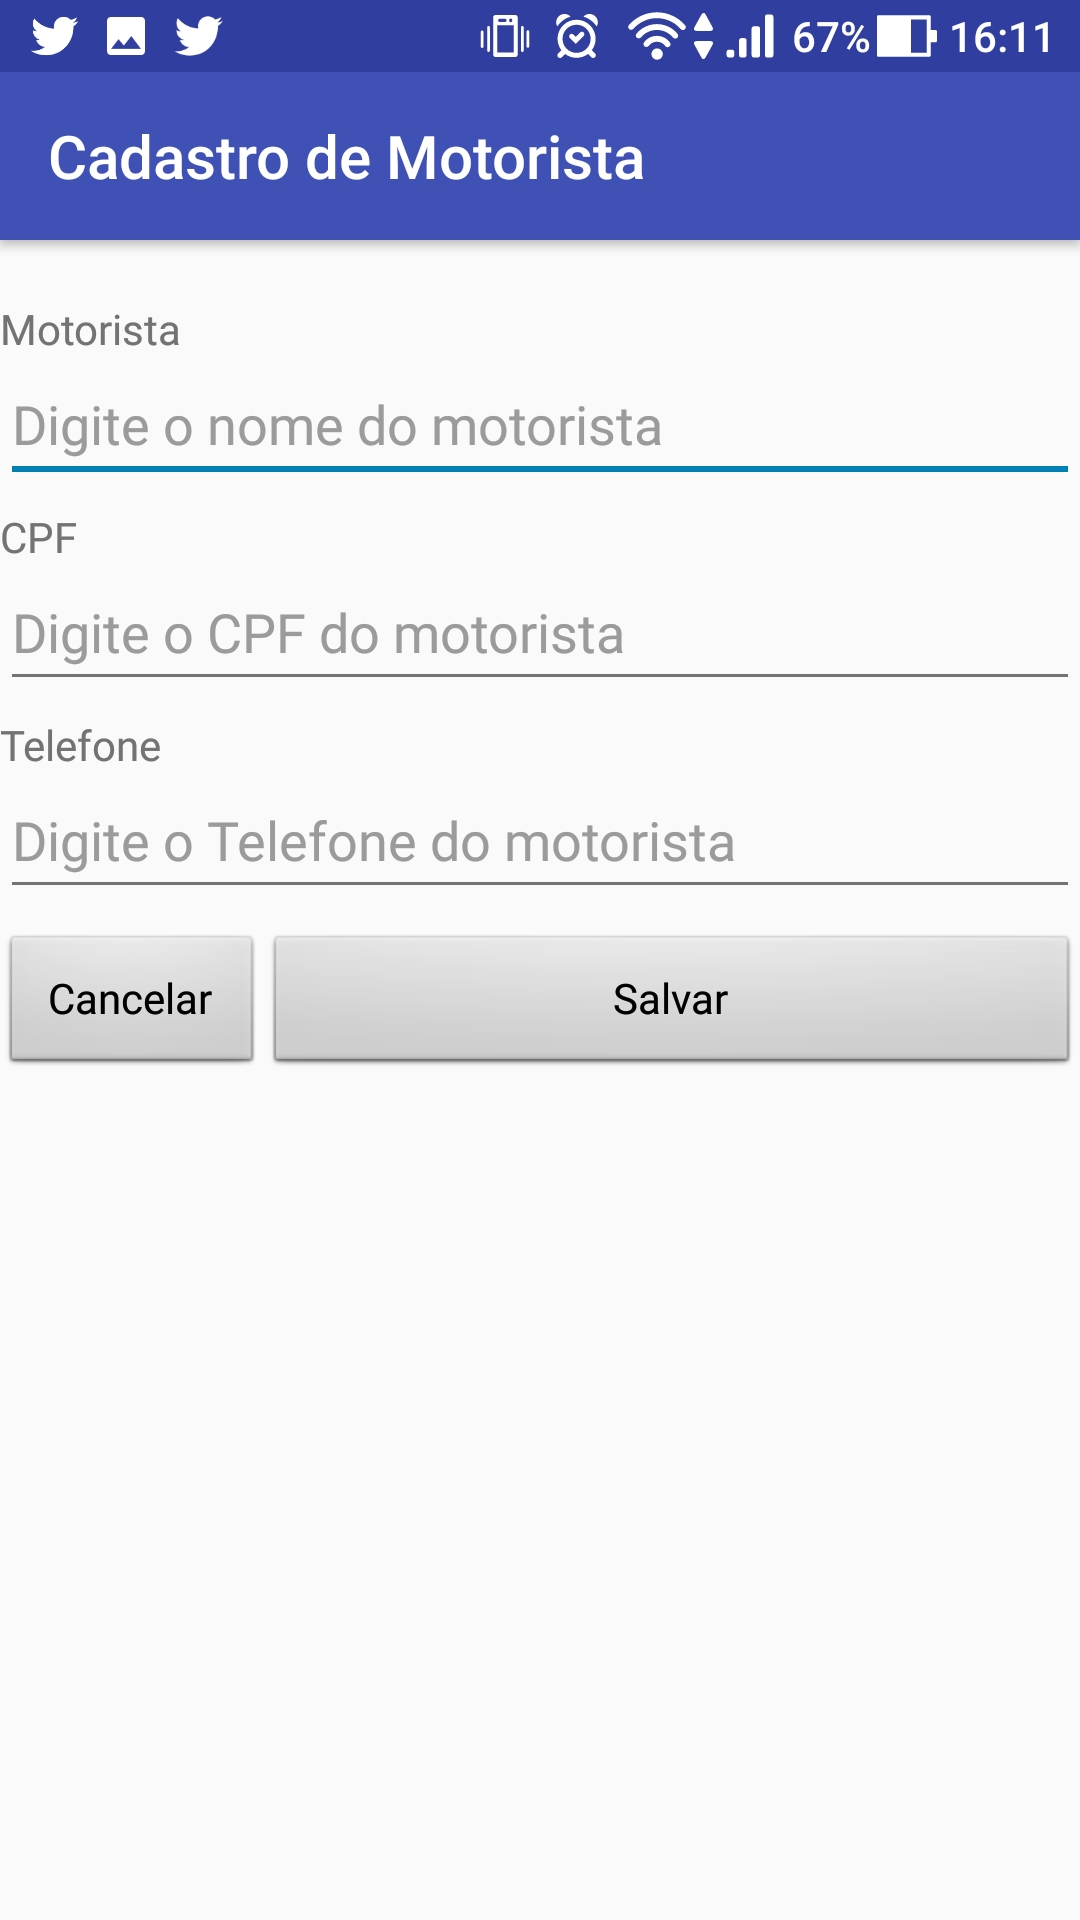 67% 16:11
Cadastro de Motorista
Motorista
Digite o nome do motorista
CPF
Digite o CPF do motorista
Telefone
Digite o Telefone do motorista
Cancelar Salvar